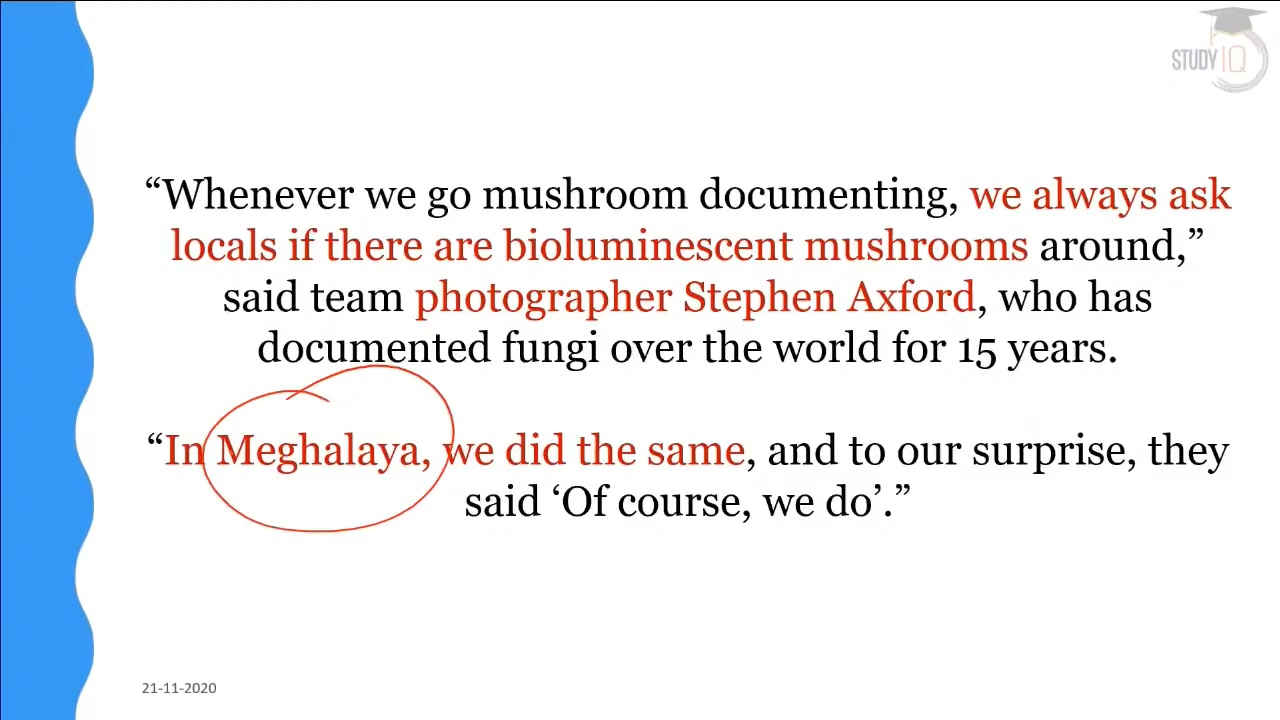 STUDY IQ
“Whenever we go mushroom documenting, we always ask
locals if there are bioluminescent mushrooms around,”
said team photographer Stephen Axford, who has
documented fungi over the world for 15 years.
“In Meghalaya, we did the same, and to our surprise, they
said ‘Of course, we do’.”
21-11-2020